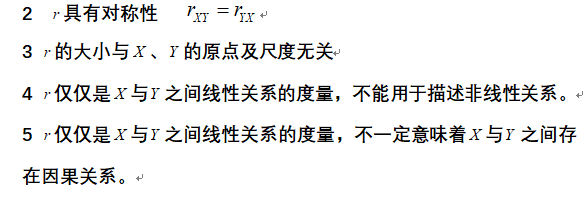 2 r 具有对称性 r_XY = r_YX
3 r 的大小与 X 、Y 的原点及尺度无关
4 r 仅仅是 X 与 Y 之间线性关系的度量，不能用于描述非线性关系。
5 r 仅仅是 X 与 Y 之间线性关系的度量，不一定意味着 X 与 Y 之间存
在因果关系。